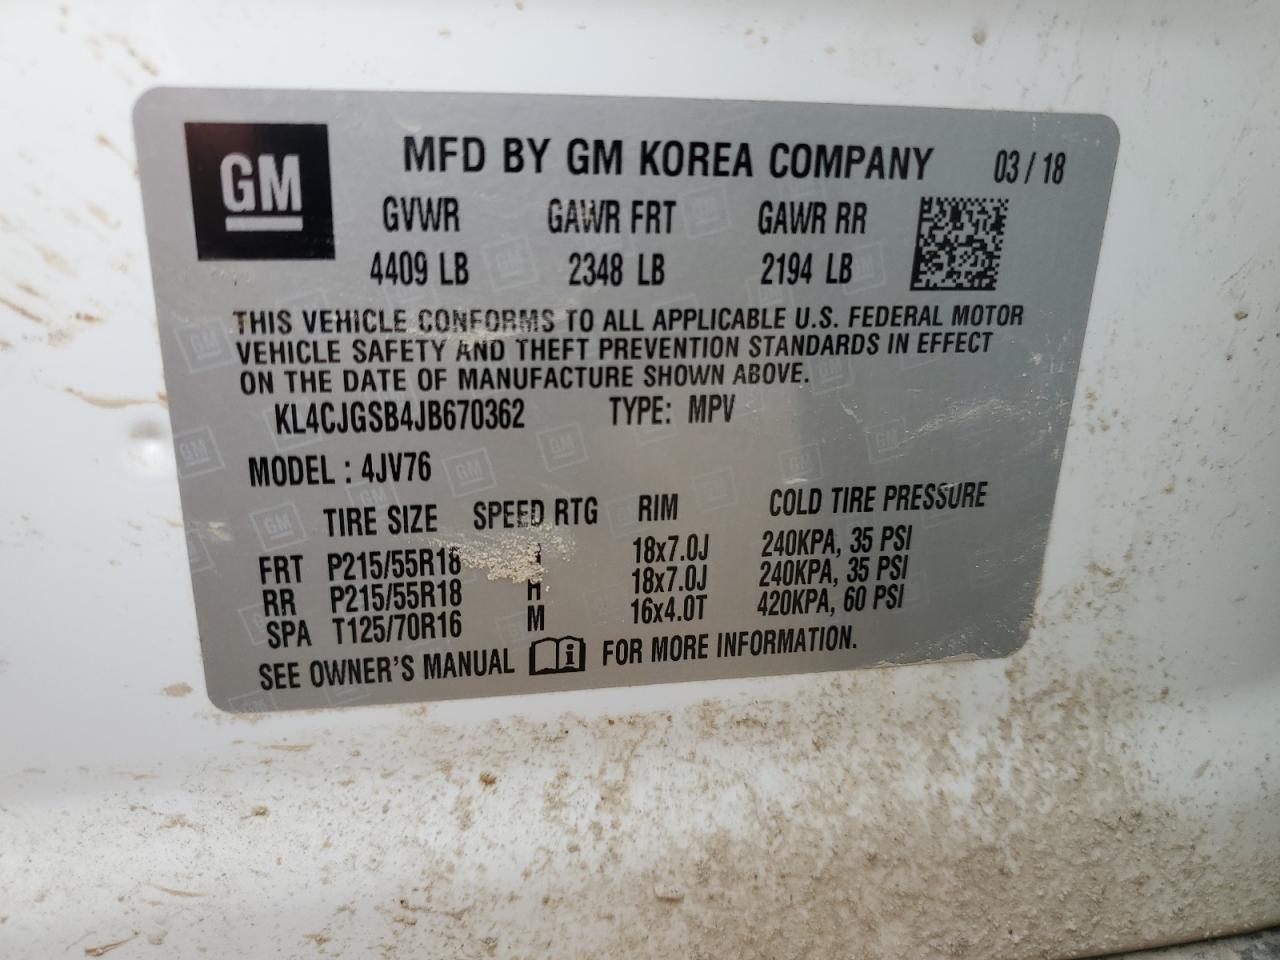 GM
MFD BY GM KOREA COMPANY 03/18
GVWR GAWR FRT GAWR RR
4409 LB 2348 LB 2194 LB
THIS VEHICLE CONFORMS TO ALL APPLICABLE U.S. FEDERAL MOTOR
VEHICLE SAFETY AND THEFT PREVENTION STANDARDS IN EFFECT
ON THE DATE OF MANUFACTURE SHOWN ABOVE.
KL4CJGSB4JB670362 TYPE: MPV
MODEL : 4JV76
TIRE SIZE SPEED RTG RIM COLD TIRE PRESSURE
FRT P215/55R18 18x7.0J 240KPA, 35 PSI
RR P215/55R18 H 18x7.0J 240KPA, 35 PSI
SPA T125/70R16 M 16x4.0T 420KPA, 60 PSI
SEE OWNER'S MANUAL i FOR MORE INFORMATION.